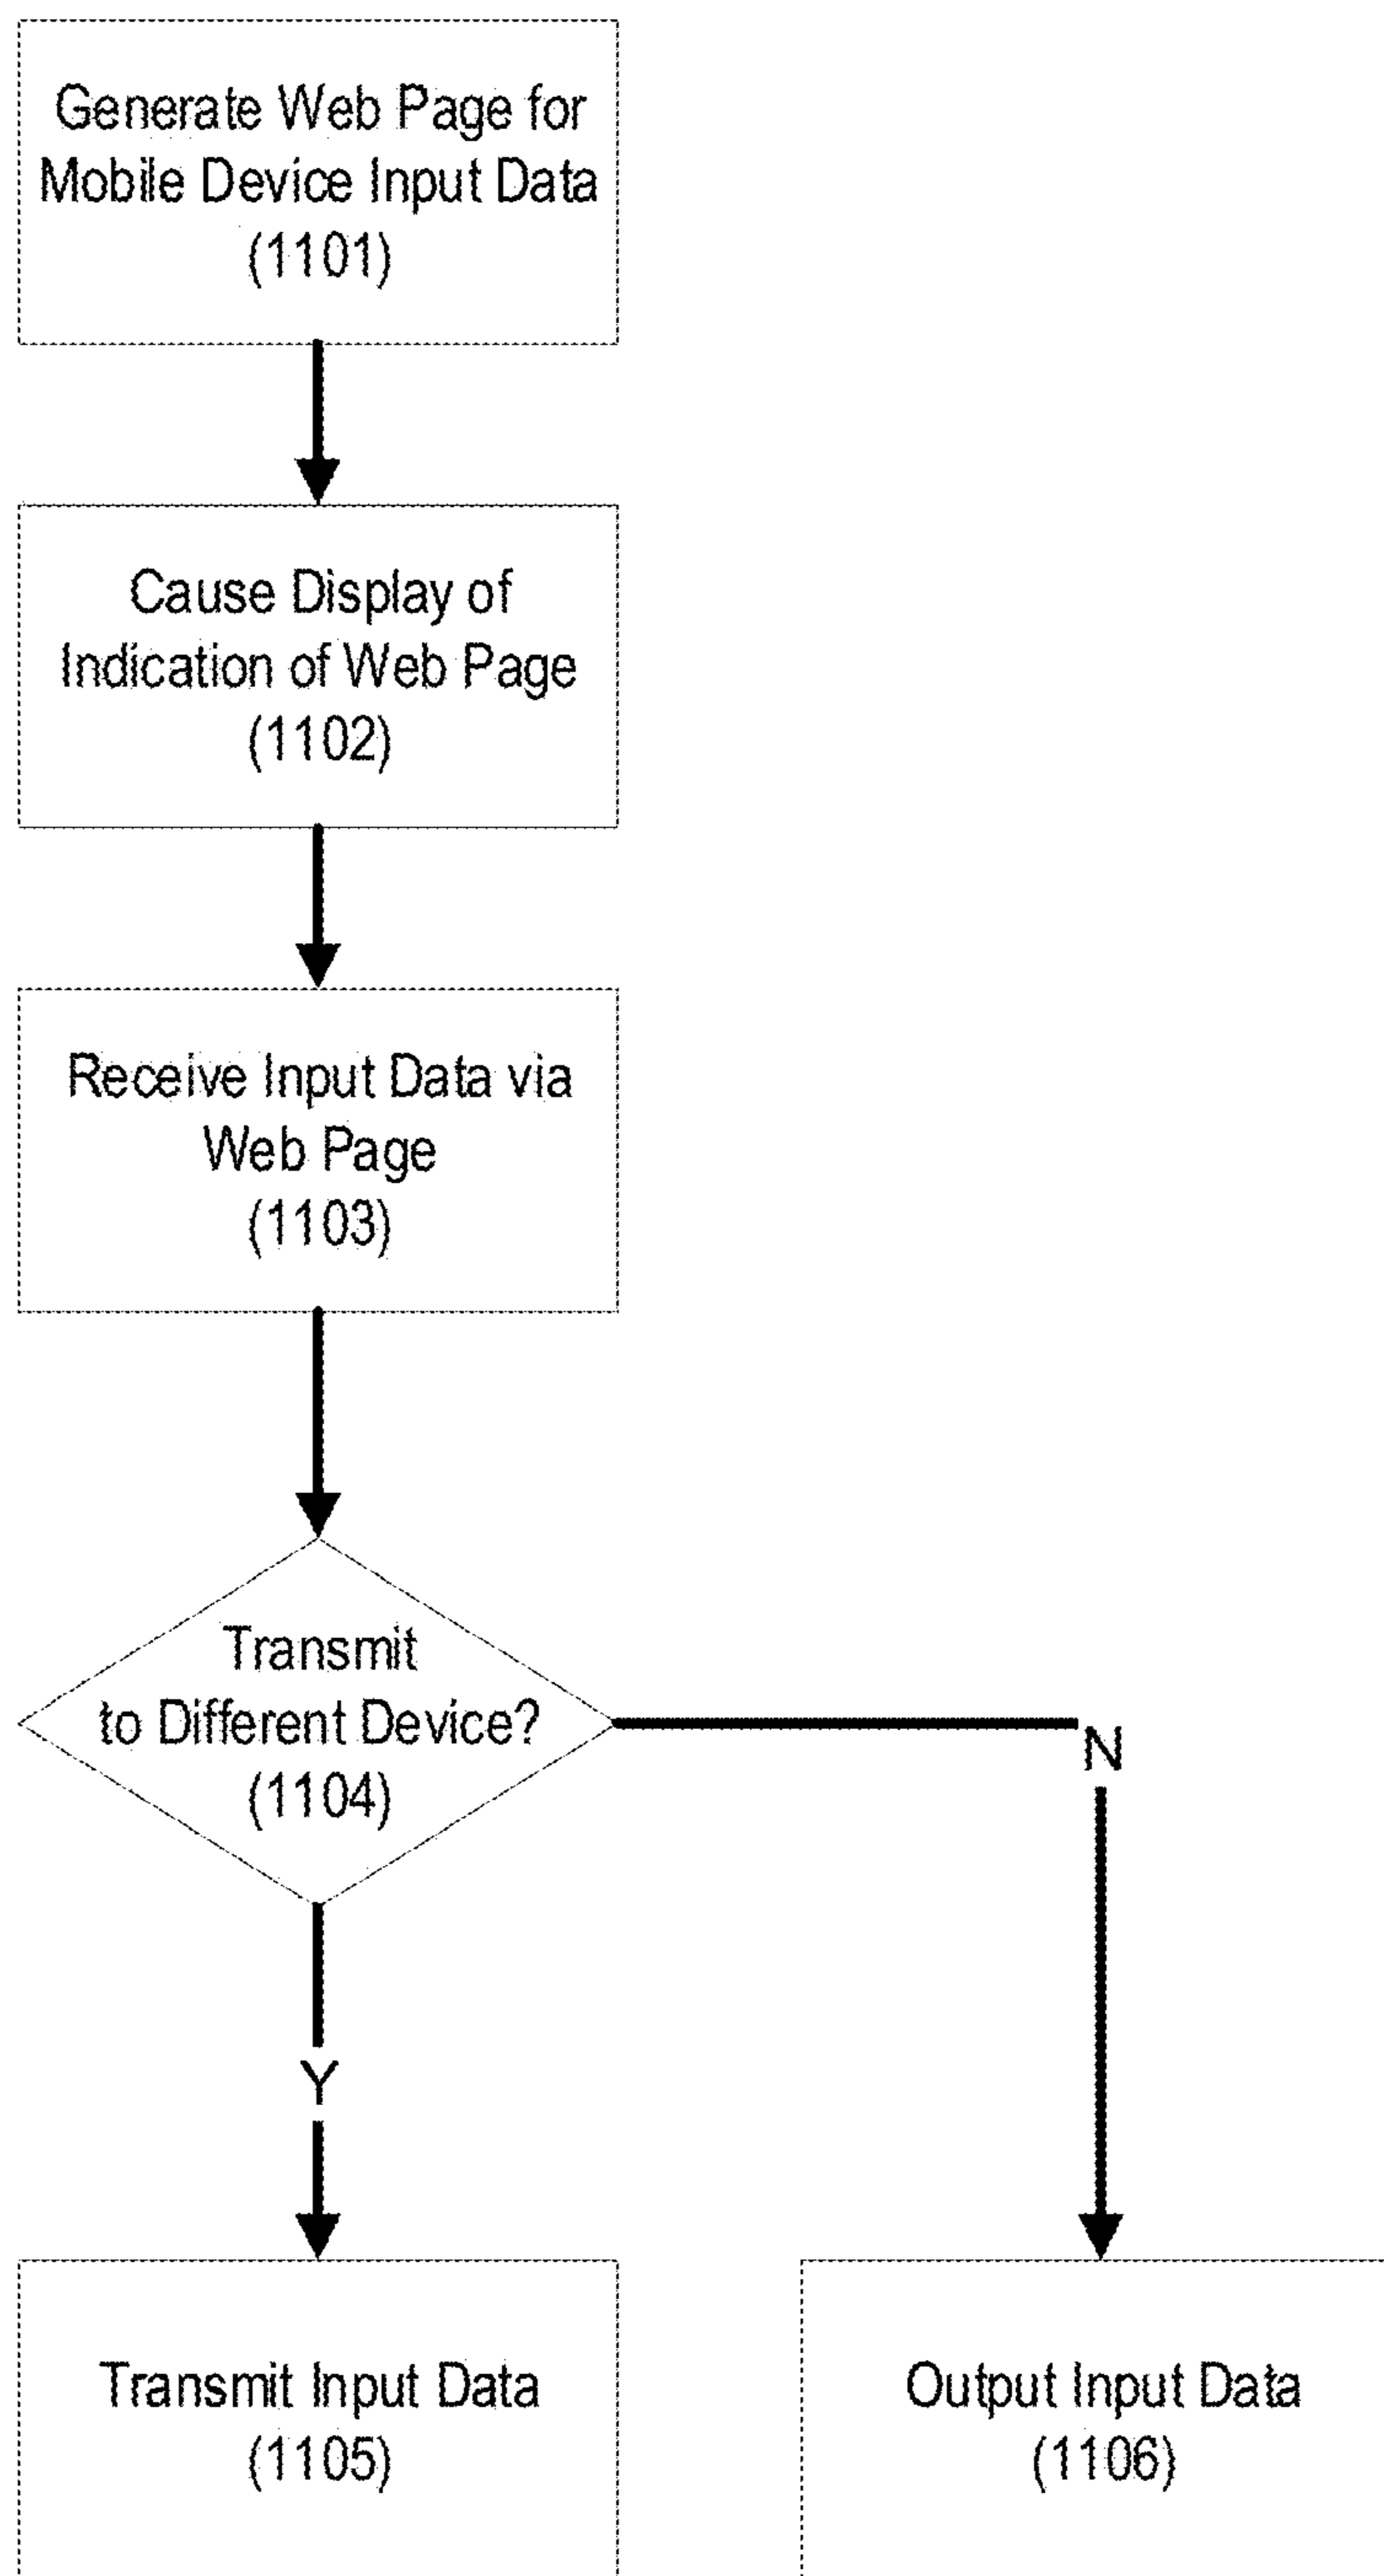 Generate Web Page for
Mobile Device Input Data
(1101)
Cause Display of
Indication of Web Page
(1102)
Receive Input Data via
Web Page
(1103)
Transmit
to Different Device?
(1104)
N
Y
Transmit Input Data
(1105)
Output Input Data
(1106)